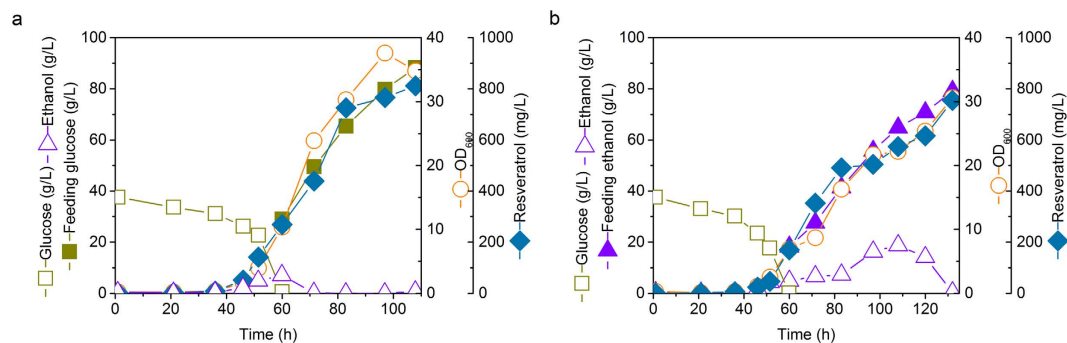 a
Glucose (g/L)
Ethanol (g/L)
Feeding glucose (g/L)
100
80
60
40
20
0
0 20 40 60 80 100
Time (h)
40
30
20
10
0
OD600
1000
800
600
400
200
0
Resveratrol (mg/L)
b
Glucose (g/L)
Ethanol (g/L)
Feeding ethanol (g/L)
100
80
60
40
20
0
0 20 40 60 80 100 120
Time (h)
40
30
20
10
0
OD600
1000
800
600
400
200
0
Resveratrol (mg/L)